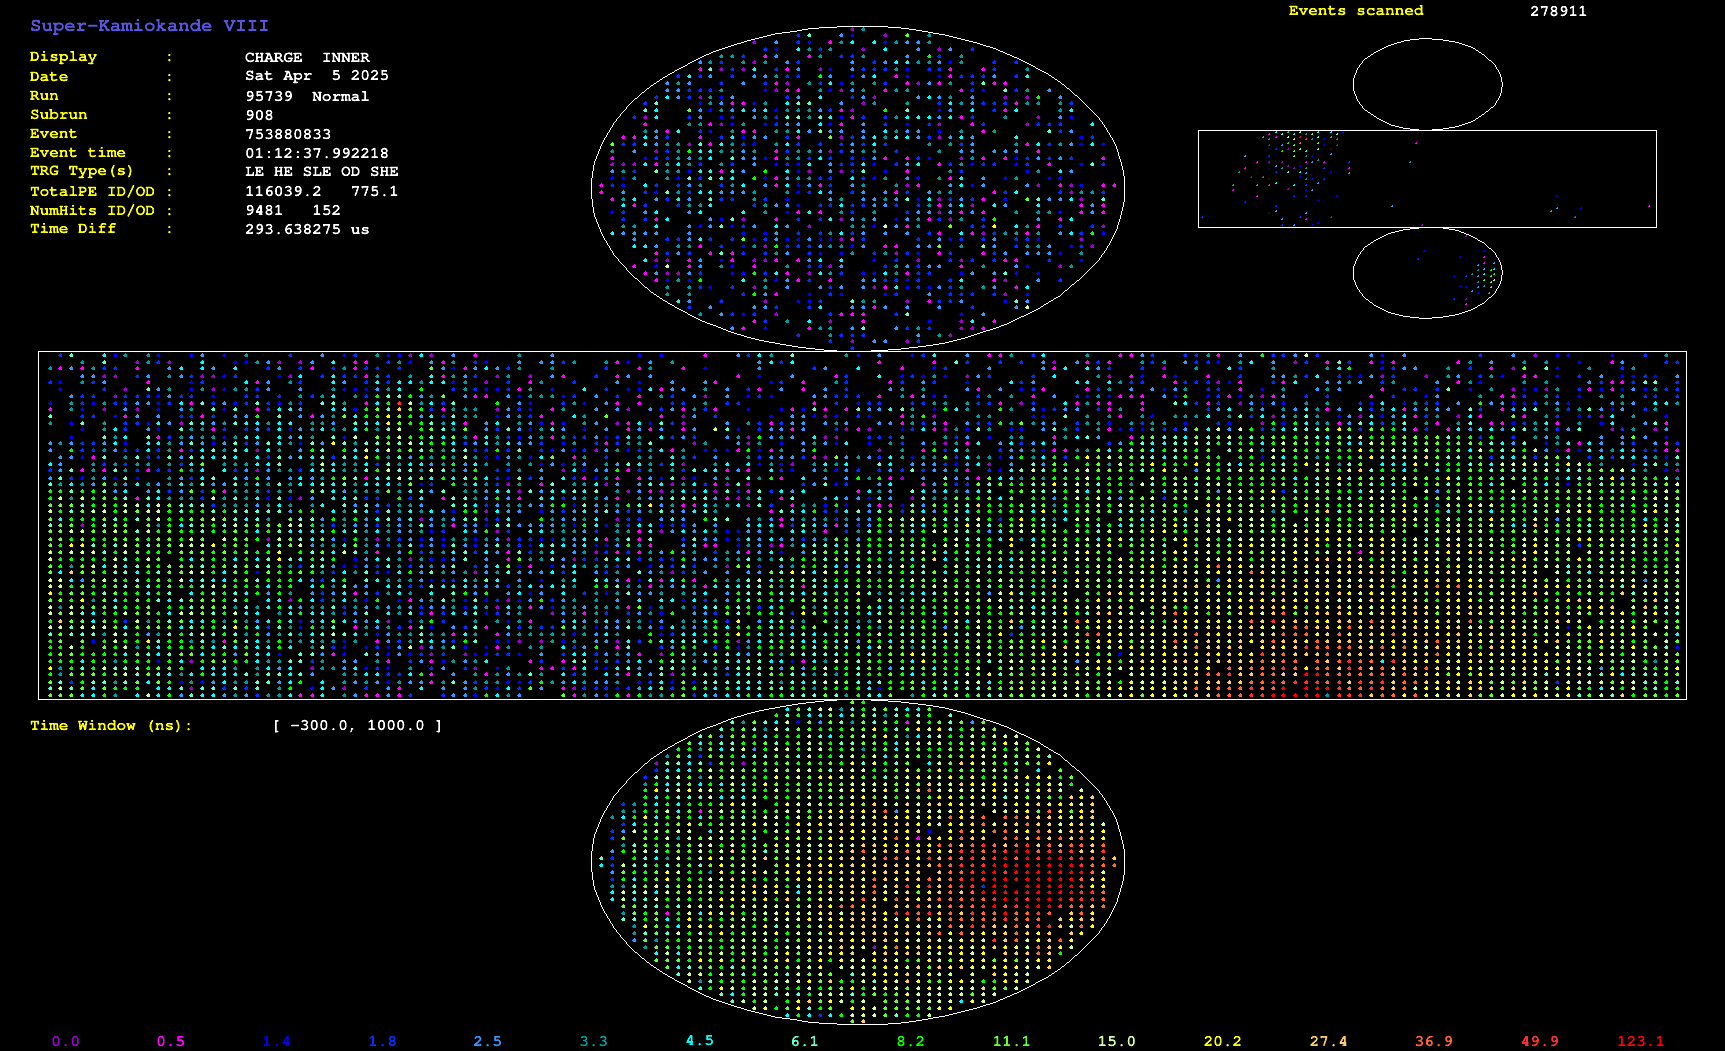 Super-Kamiokande VIII
Events scanned 278911
Display : CHARGE INNER
Date : Sat Apr 5 2025
Run : 95739 Normal
Subrun : 908
Event : 753880833
Event time : 01:12:37.992218
TRG Type(s) : LE HE SLE OD SHE
TotalPE ID/OD : 116039.2 775.1
NumHits ID/OD : 9481 152
Time Diff : 293.638275 us
Time Window (ns): [ -300.0, 1000.0 ]
0.0 0.5 1.4 1.8 2.5 3.3 4.5 6.1 8.2 11.1 15.0 20.2 27.4 36.9 49.9 123.1